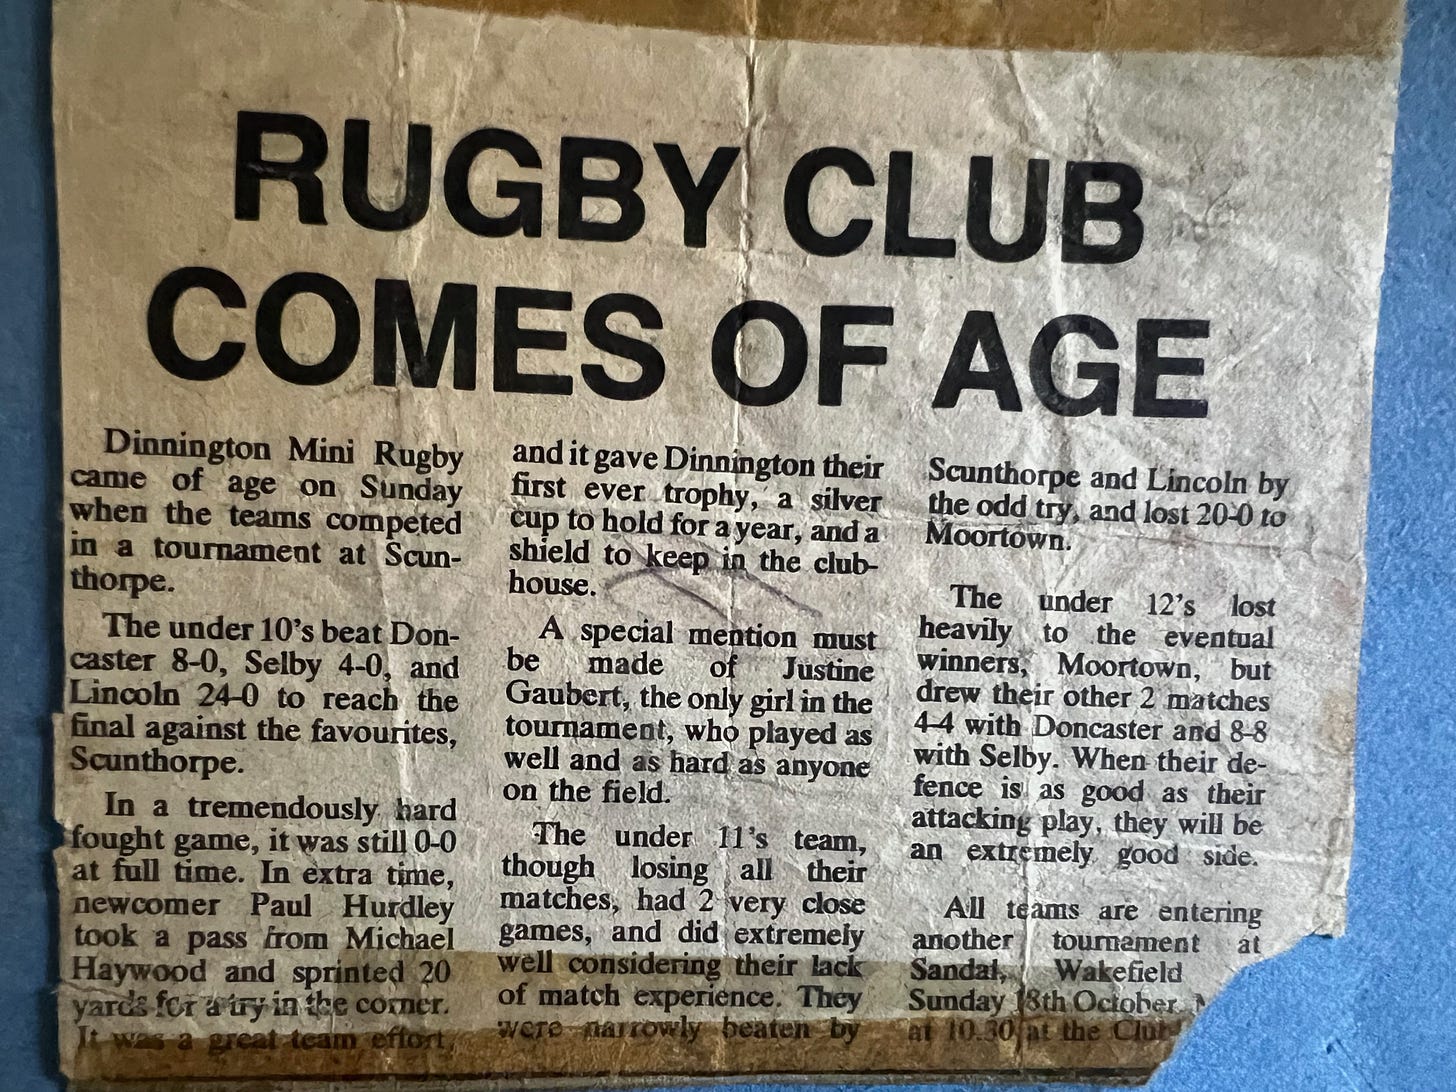 RUGBY CLUB
COMES OF AGE
Dinnington Mini Rugby
came of age on Sunday
when the teams competed
in a tournament at Scun-
thorpe.
The under 10's beat Don-
caster 8-0, Selby 4-0, and
Lincoln 24-0 to reach the
final against the favourites,
Scunthorpe.
In a tremendously hard
fought game, it was still 0-0
at full time. In extra time,
newcomer Paul Hurdley
took a pass from Michael
Haywood and sprinted 20
yards for a try in the corner.
It was a great team effort,
and it gave Dinnington their
first ever trophy, a silver
cup to hold for a year, and a
shield to keep in the club-
house.
A special mention must
be made of Justine
Gaubert, the only girl in the
tournament, who played as
well and as hard as anyone
on the field.
The under 11's team,
though losing all their
matches, had 2 very close
games, and did extremely
well considering their lack
of match experience. They
were narrowly beaten by
Scunthorpe and Lincoln by
the odd try, and lost 20-0 to
Moortown.
The under 12's lost
heavily to the eventual
winners, Moortown, but
drew their other 2 matches
4-4 with Doncaster and 8-8
with Selby. When their de-
fence is as good as their
attacking play, they will be
an extremely good side.
All teams are entering
another tournament at
Sandal, Wakefield
Sunday 18th October.
at 10.30 at the Club